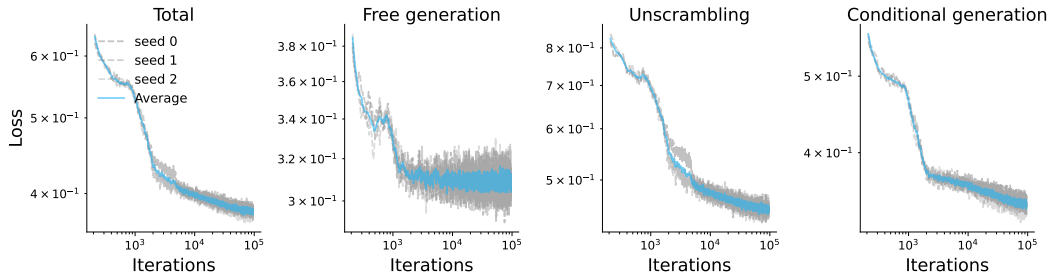 Total
Free generation
Unscrambling
Conditional generation
Loss
6 × 10⁻¹
5 × 10⁻¹
4 × 10⁻¹
seed 0
seed 1
seed 2
Average
10³
10⁴
10⁵
Iterations
3.8 × 10⁻¹
3.6 × 10⁻¹
3.4 × 10⁻¹
3.2 × 10⁻¹
3 × 10⁻¹
10³
10⁴
10⁵
Iterations
8 × 10⁻¹
7 × 10⁻¹
6 × 10⁻¹
5 × 10⁻¹
10³
10⁴
10⁵
Iterations
5 × 10⁻¹
4 × 10⁻¹
10³
10⁴
10⁵
Iterations